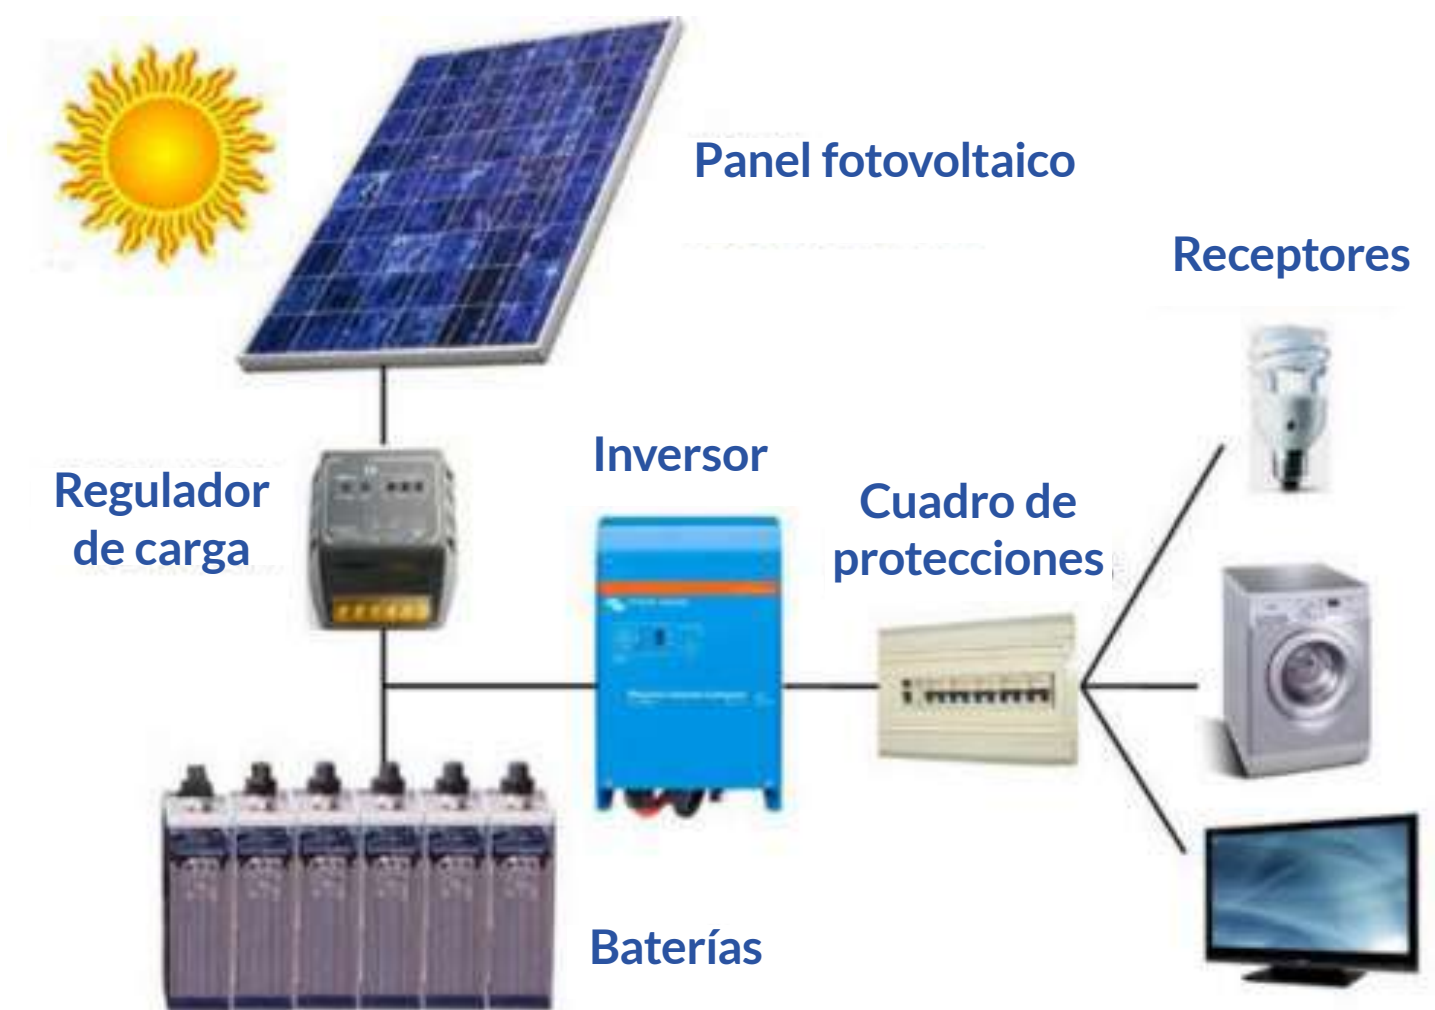 Panel fotovoltaico
Receptores
Inversor
Regulador
de carga
Cuadro de
protecciones
Baterías